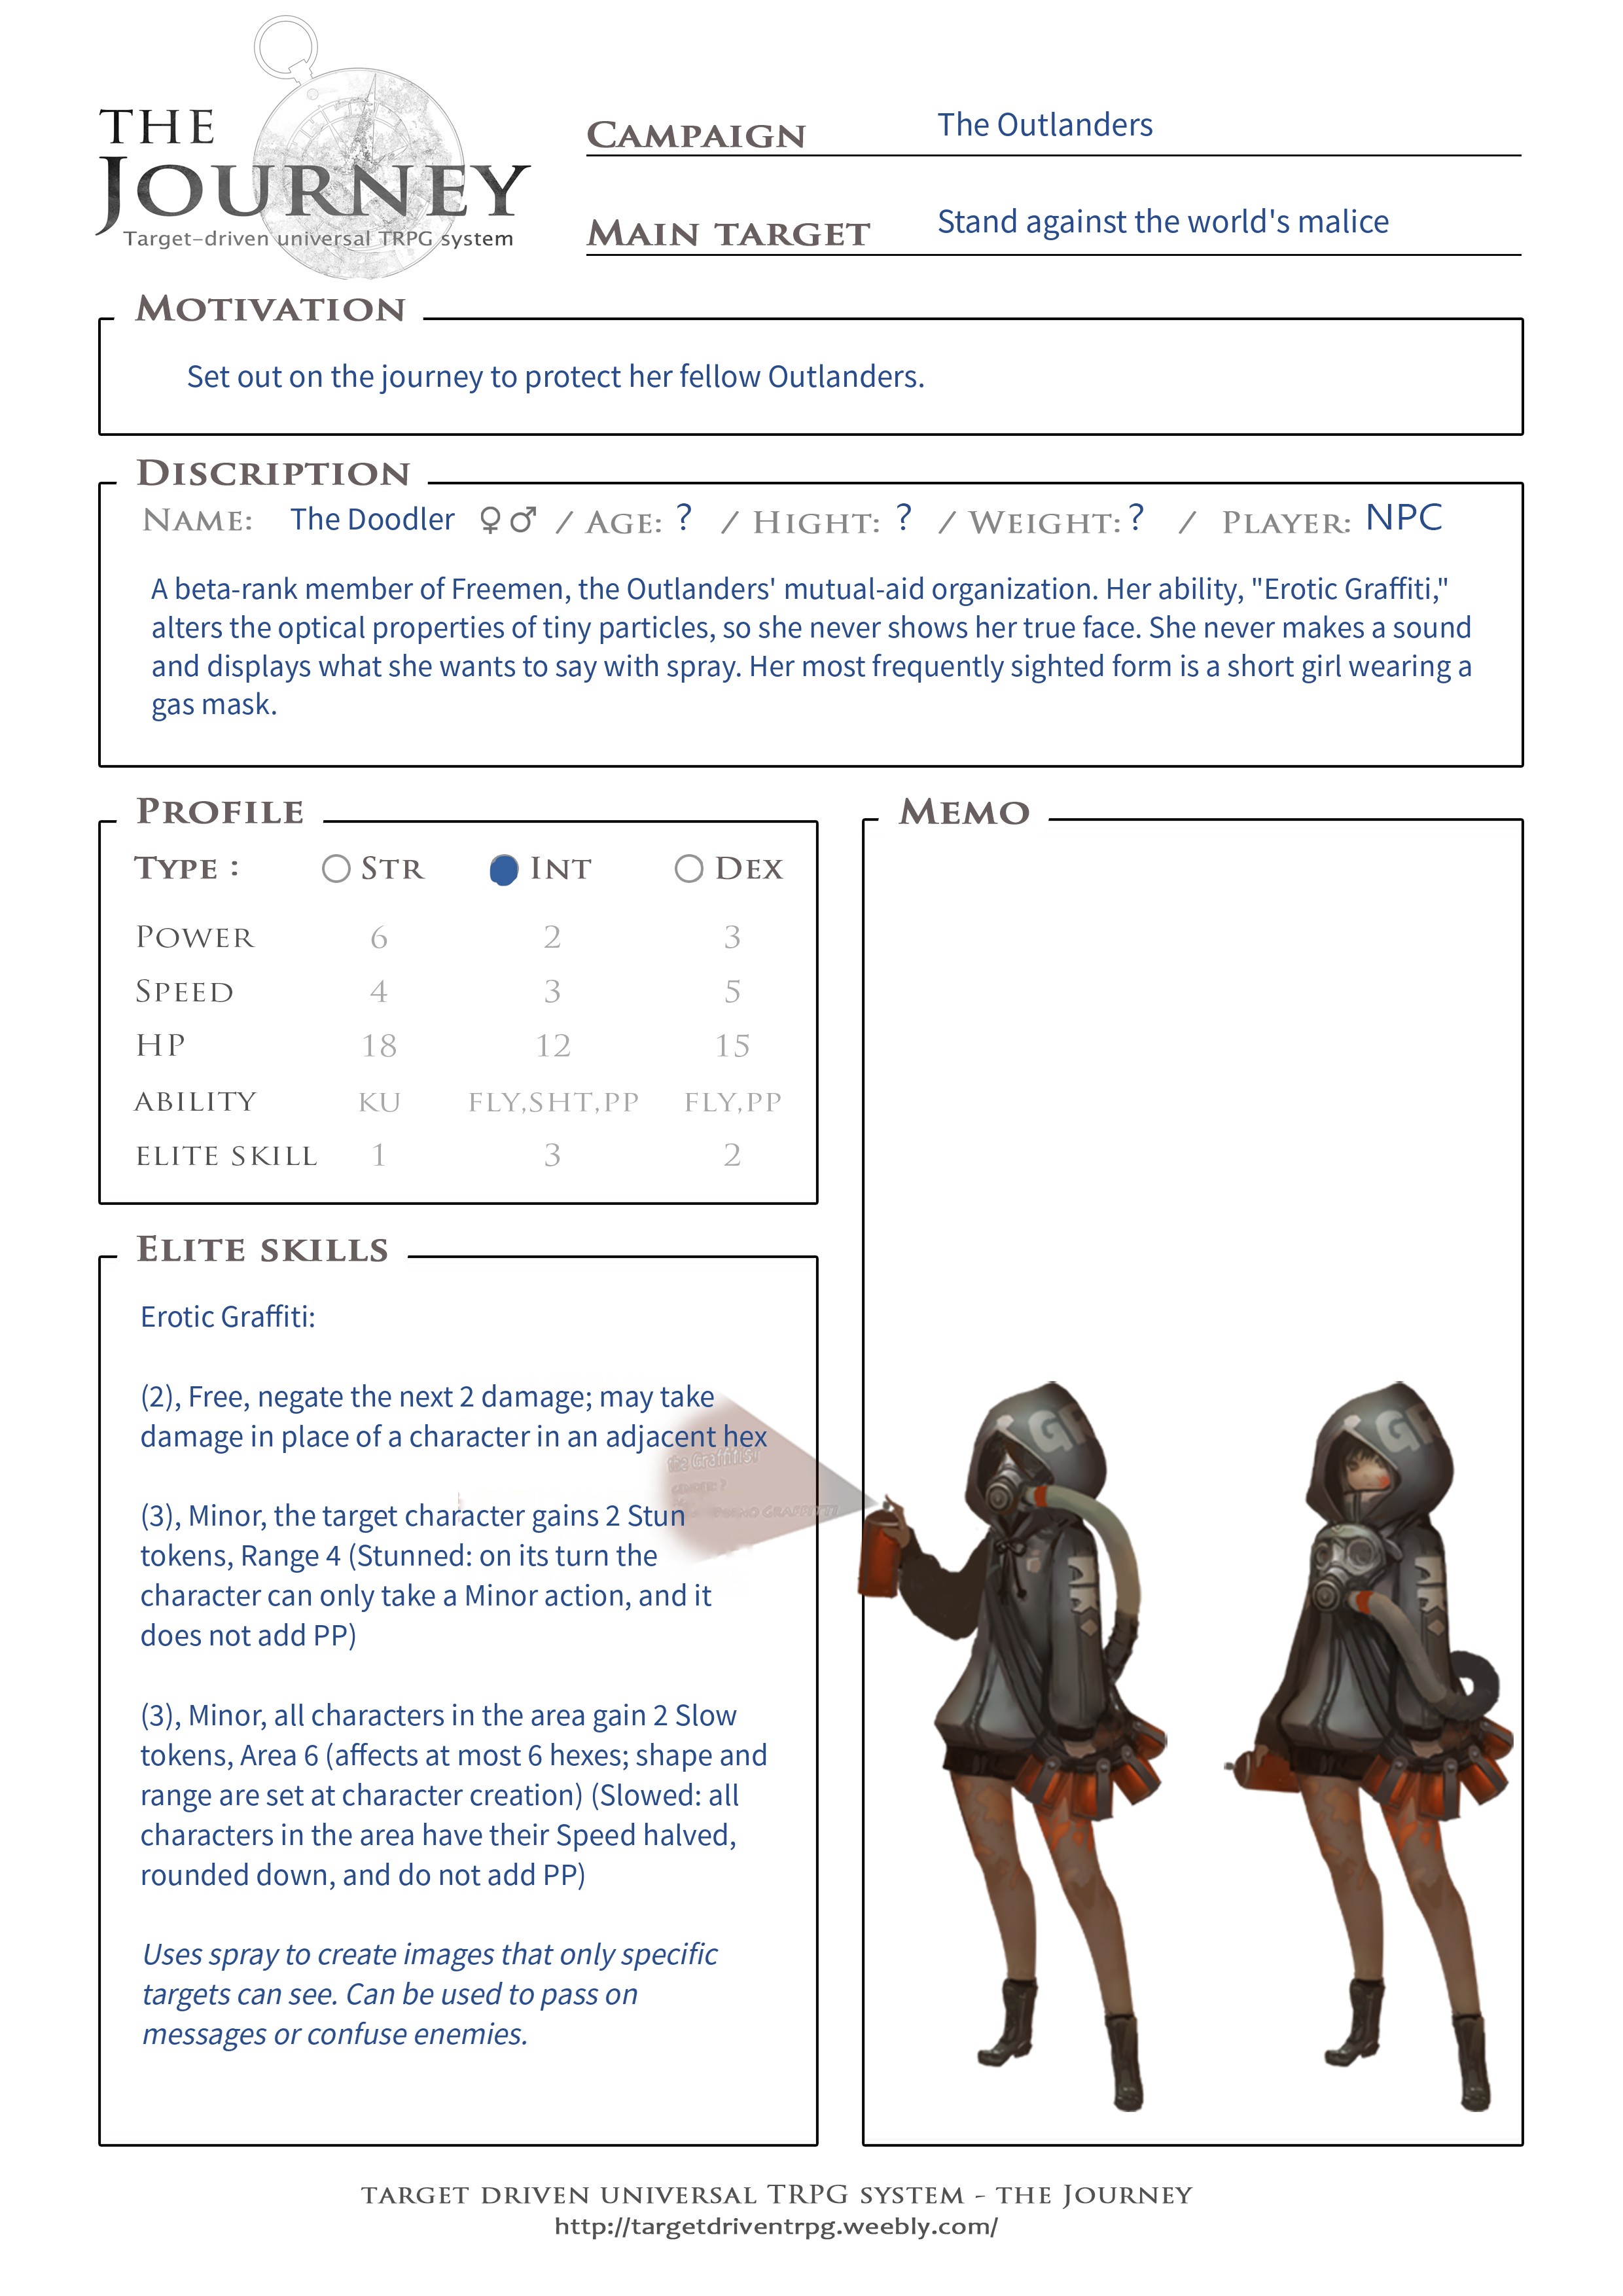 THE
JOURNEY
Target-driven universal TRPG system
CAMPAIGN The Outlanders
MAIN TARGET Stand against the world's malice
MOTIVATION
Set out on the journey to protect her fellow Outlanders.
DISCRIPTION
NAME: The Doodler ♀♂ / AGE: ? / HIGHT: ? / WEIGHT: ? / PLAYER: NPC
A beta-rank member of Freemen, the Outlanders' mutual-aid organization. Her ability, "Erotic Graffiti,"
alters the optical properties of tiny particles, so she never shows her true face. She never makes a sound
and displays what she wants to say with spray. Her most frequently sighted form is a short girl wearing a
gas mask.
PROFILE
TYPE : STR INT DEX
POWER 6 2 3
SPEED 4 3 5
HP 18 12 15
ABILITY KU FLY,SHT,PP FLY,PP
ELITE SKILL 1 3 2
ELITE SKILLS
Erotic Graffiti:
(2), Free, negate the next 2 damage; may take
damage in place of a character in an adjacent hex
(3), Minor, the target character gains 2 Stun
tokens, Range 4 (Stunned: on its turn the
character can only take a Minor action, and it
does not add PP)
(3), Minor, all characters in the area gain 2 Slow
tokens, Area 6 (affects at most 6 hexes; shape and
range are set at character creation) (Slowed: all
characters in the area have their Speed halved,
rounded down, and do not add PP)
Uses spray to create images that only specific
targets can see. Can be used to pass on
messages or confuse enemies.
MEMO
TARGET DRIVEN UNIVERSAL TRPG SYSTEM - THE JOURNEY
http://targetdriventrpg.weebly.com/